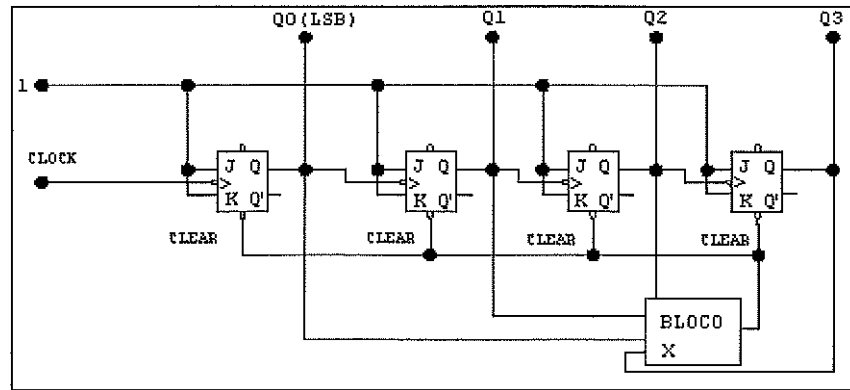 Q0(LSB) Q1 Q2 Q3
1
CLOCK
J Q J Q J Q J Q
> > > >
K Q' K Q' K Q' K Q'
CLEAR CLEAR CLEAR CLEAR
BLOCO
X